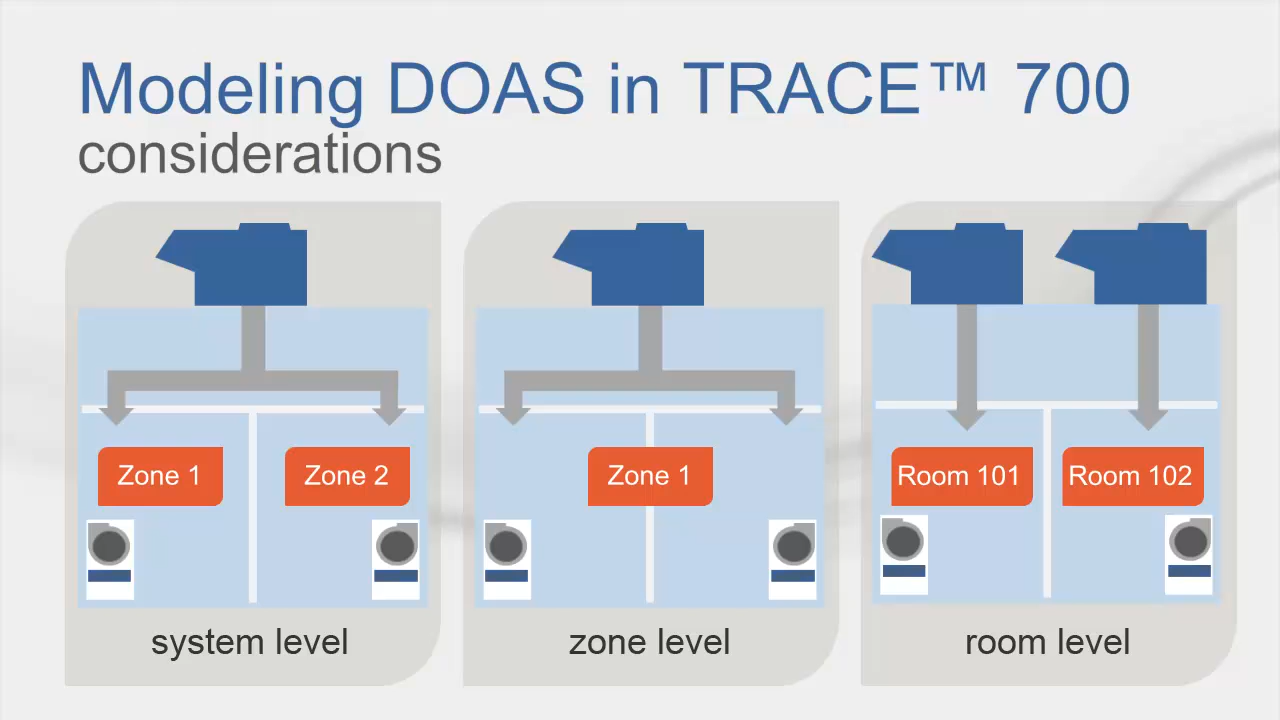 Modeling DOAS in TRACE™ 700
considerations
Zone 1
Zone 2
system level
Zone 1
zone level
Room 101
Room 102
room level